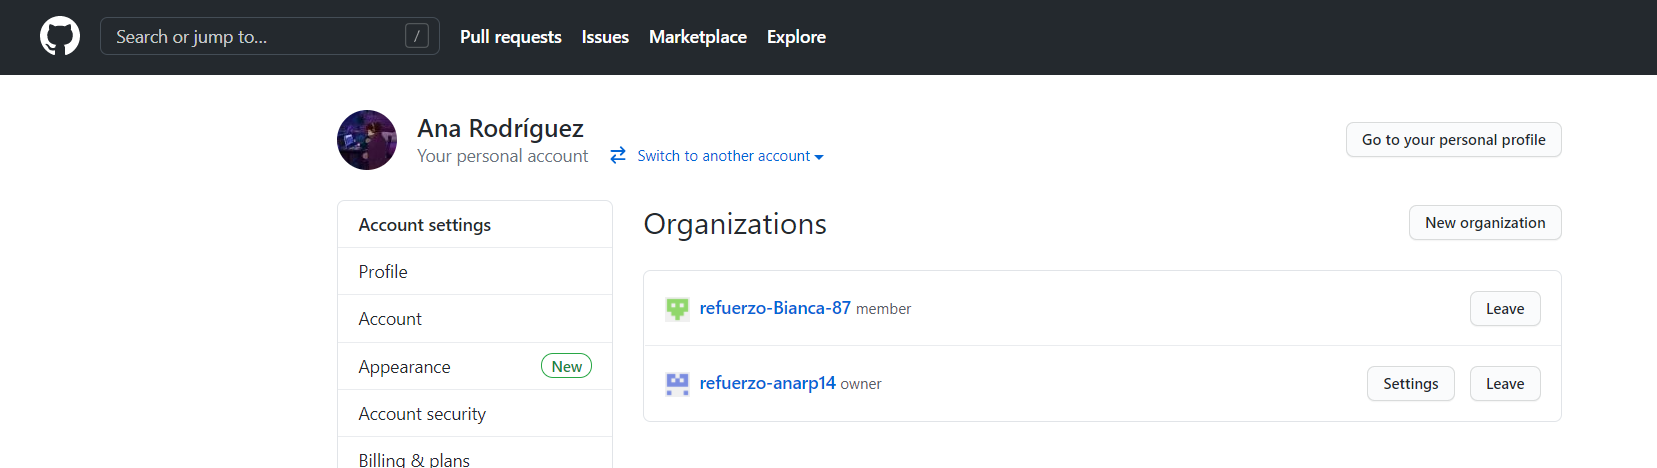 Search or jump to... /
Pull requests Issues Marketplace Explore
Ana Rodríguez
Your personal account Switch to another account
Go to your personal profile
Account settings
Profile
Account
Appearance New
Account security
Billing & plans
Organizations
New organization
refuerzo-Bianca-87 member
Leave
refuerzo-anarp14 owner
Settings Leave